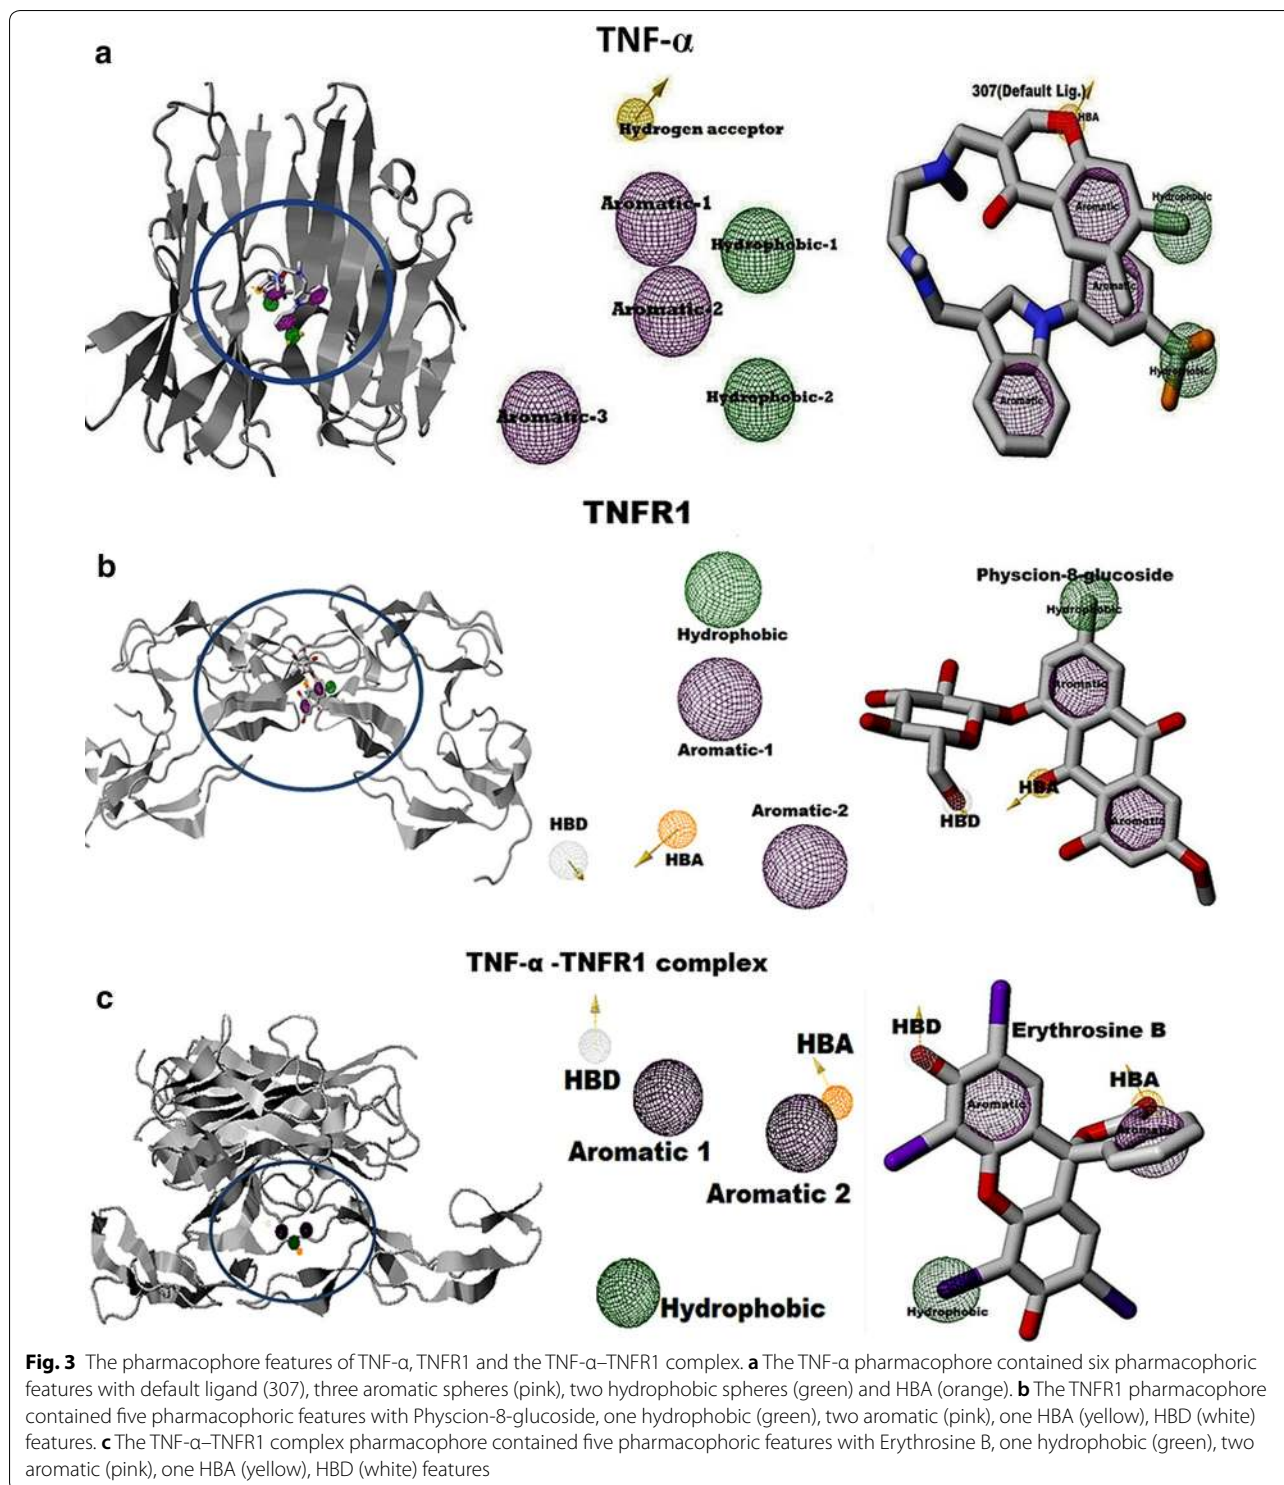 a
TNF-α
Hydrogen acceptor
Aromatic-1
Hydrophobic-1
Aromatic-2
Hydrophobic-2
Aromatic-3
307(Default Lig.)
HBA
Aromatic
Hydrophobic
Aromatic
Hydrophobic
Aromatic
TNFR1
b
Hydrophobic
Aromatic-1
HBD
HBA
Aromatic-2
Physcion-8-glucoside
Hydrophobic
Aromatic
HBA
HBD
Aromatic
TNF-α -TNFR1 complex
c
HBD
Aromatic 1
HBA
Aromatic 2
Hydrophobic
HBD
Erythrosine B
Aromatic
HBA
Aromatic
Hydrophobic
Fig. 3 The pharmacophore features of TNF-α, TNFR1 and the TNF-α–TNFR1 complex. a The TNF-α pharmacophore contained six pharmacophoric
features with default ligand (307), three aromatic spheres (pink), two hydrophobic spheres (green) and HBA (orange). b The TNFR1 pharmacophore
contained five pharmacophoric features with Physcion-8-glucoside, one hydrophobic (green), two aromatic (pink), one HBA (yellow), HBD (white)
features. c The TNF-α–TNFR1 complex pharmacophore contained five pharmacophoric features with Erythrosine B, one hydrophobic (green), two
aromatic (pink), one HBA (yellow), HBD (white) features